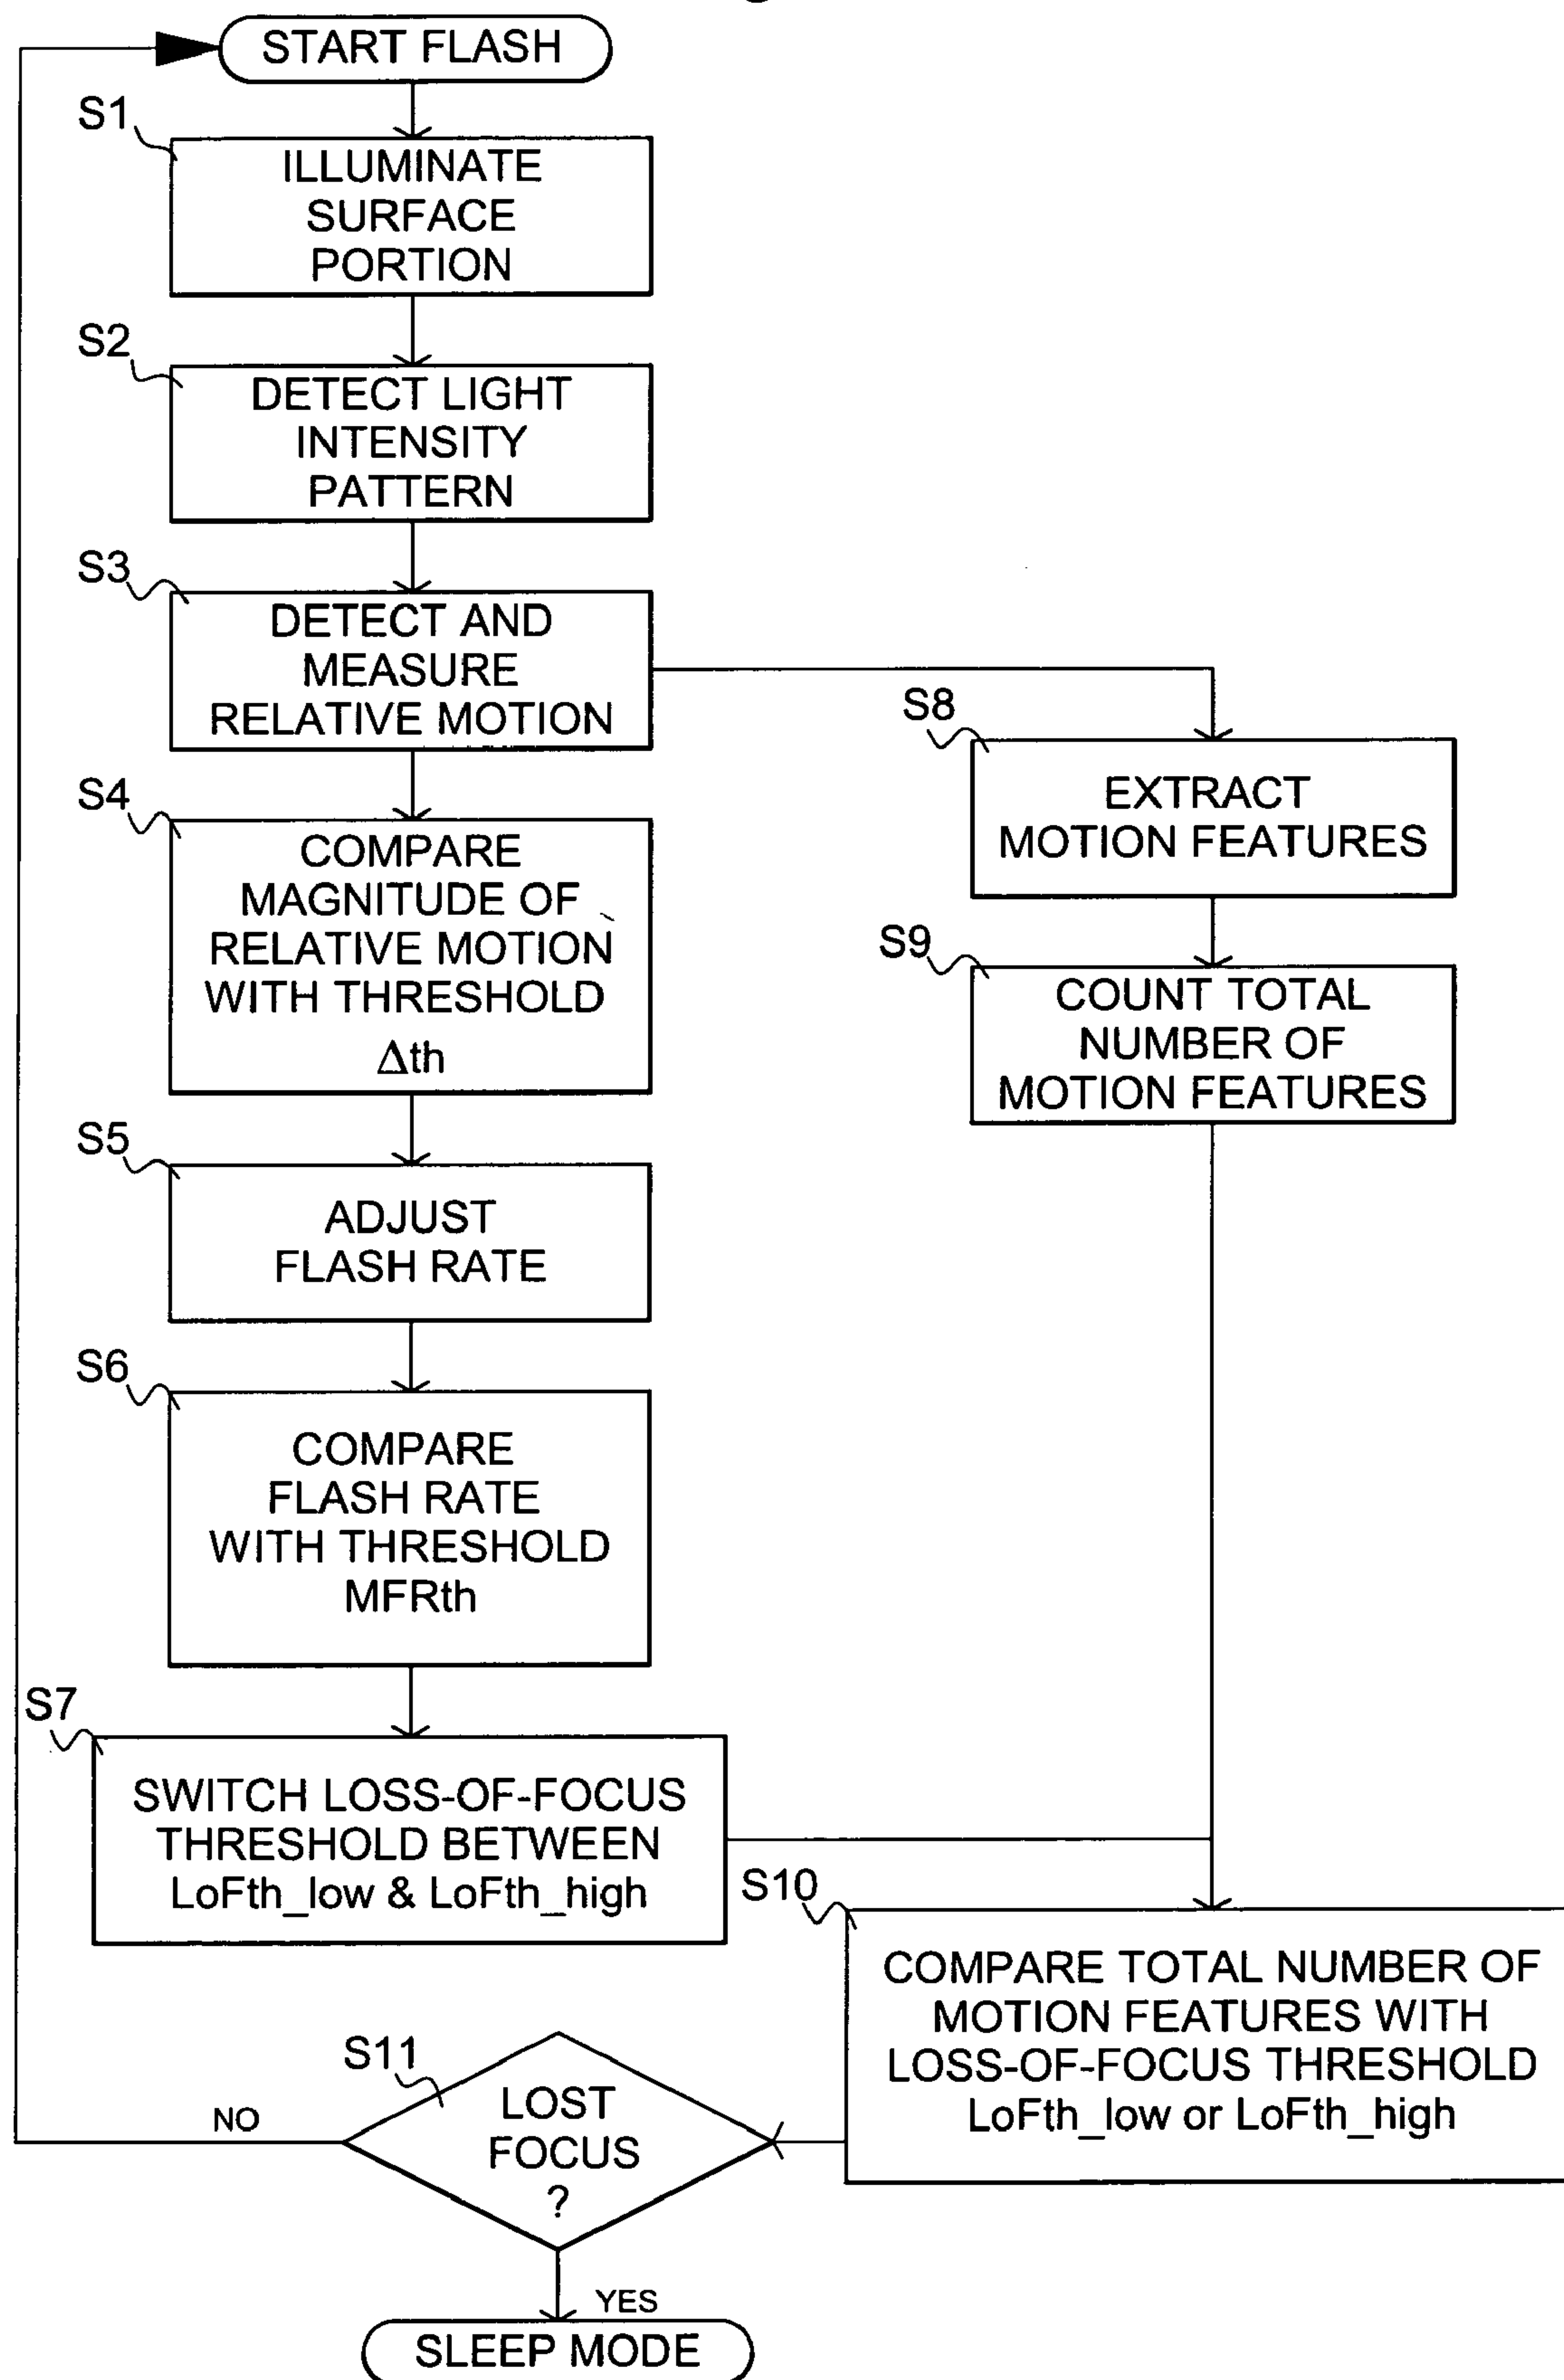 START FLASH
S1
ILLUMINATE
SURFACE
PORTION
S2
DETECT LIGHT
INTENSITY
PATTERN
S3
DETECT AND
MEASURE
RELATIVE MOTION
S4
COMPARE
MAGNITUDE OF
RELATIVE MOTION
WITH THRESHOLD
Δth
S5
ADJUST
FLASH RATE
S6
COMPARE
FLASH RATE
WITH THRESHOLD
MFRth
S7
SWITCH LOSS-OF-FOCUS
THRESHOLD BETWEEN
LoFth_low & LoFth_high
S8
EXTRACT
MOTION FEATURES
S9
COUNT TOTAL
NUMBER OF
MOTION FEATURES
S10
COMPARE TOTAL NUMBER OF
MOTION FEATURES WITH
LOSS-OF-FOCUS THRESHOLD
LoFth_low or LoFth_high
S11
LOST
FOCUS
?
NO
YES
SLEEP MODE